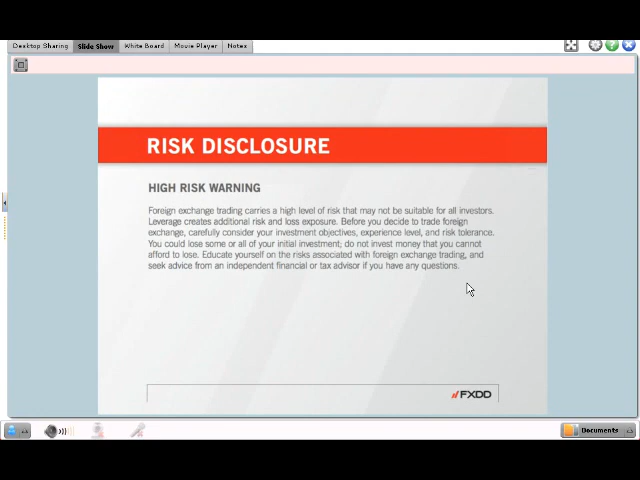 Desktop Sharing Slide Show White Board Movie Player Notes
RISK DISCLOSURE
HIGH RISK WARNING
Foreign exchange trading carries a high level of risk that may not be suitable for all investors.
Leverage creates additional risk and loss exposure. Before you decide to trade foreign
exchange, carefully consider your investment objectives, experience level, and risk tolerance.
You could lose some or all of your initial investment; do not invest money that you cannot
afford to lose. Educate yourself on the risks associated with foreign exchange trading, and
seek advice from an independent financial or tax advisor if you have any questions.
FXDD
Documents